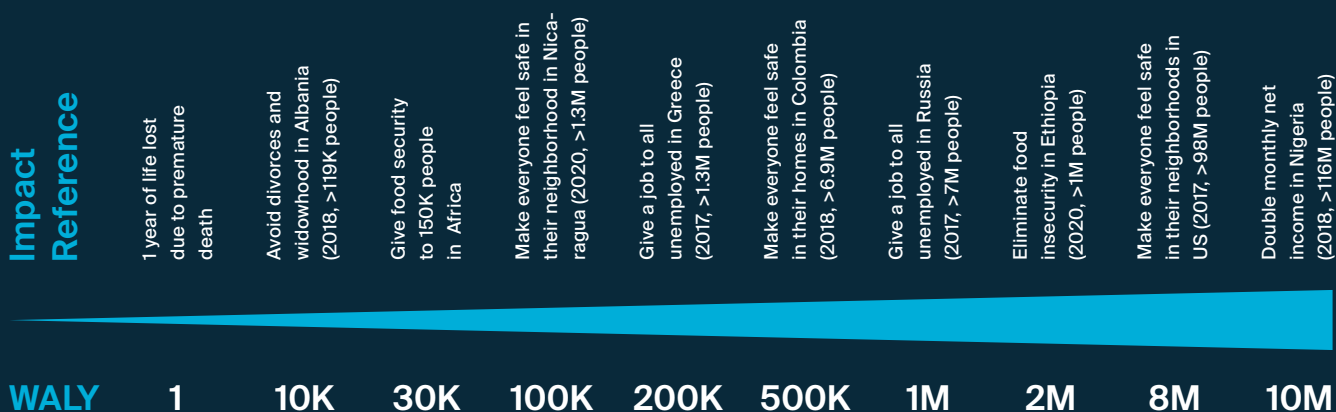 Impact
Reference
1 year of life lost
due to premature
death
Avoid divorces and
widowhood in Albania
(2018, >119K people)
Give food security
to 150K people
in Africa
Make everyone feel safe in
their neighborhood in Nica-
ragua (2020, >1.3M people)
Give a job to all
unemployed in Greece
(2017, >1.3M people)
Make everyone feel safe
in their homes in Colombia
(2018, >6.9M people)
Give a job to all
unemployed in Russia
(2017, >7M people)
Eliminate food
insecurity in Ethiopia
(2020, >1M people)
Make everyone feel safe
in their neighborhoods in
US (2017, >98M people)
Double monthly net
income in Nigeria
(2018, >116M people)
WALY 1 10K 30K 100K 200K 500K 1M 2M 8M 10M